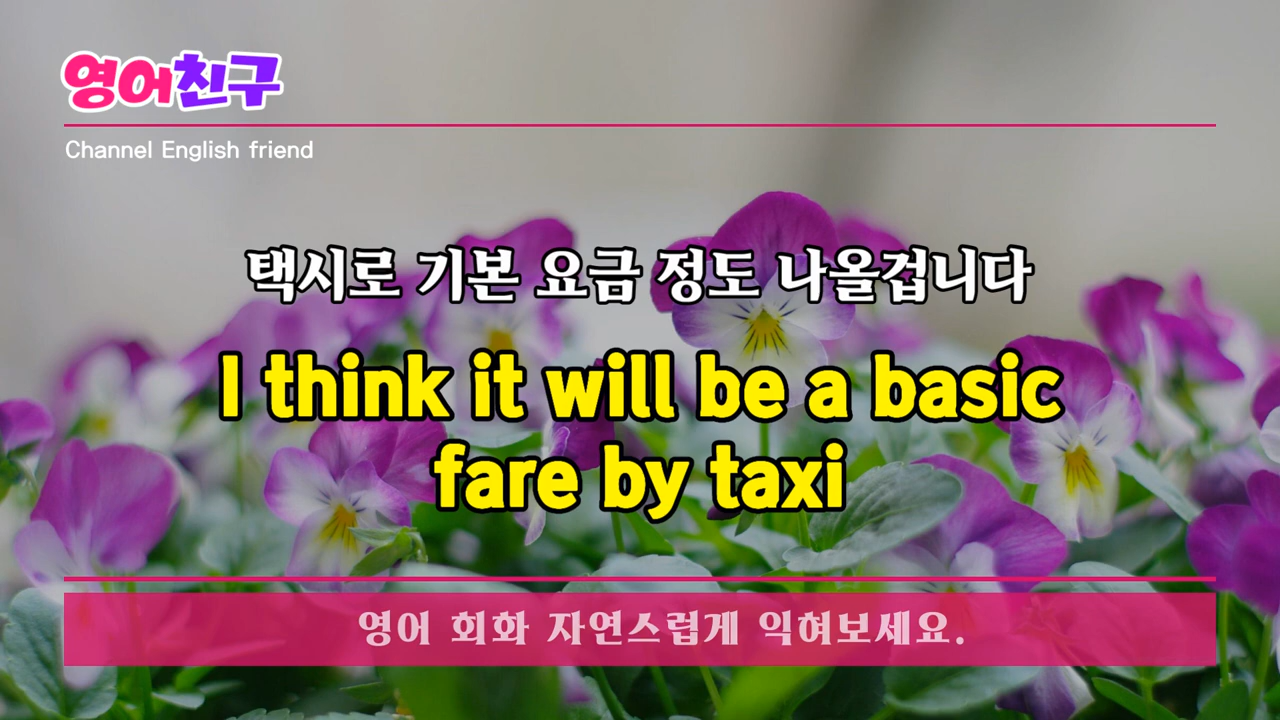 영어친구
Channel English friend
택시로 기본 요금 정도 나올겁니다
I think it will be a basic
fare by taxi
영어 회화 자연스럽게 익혀보세요.